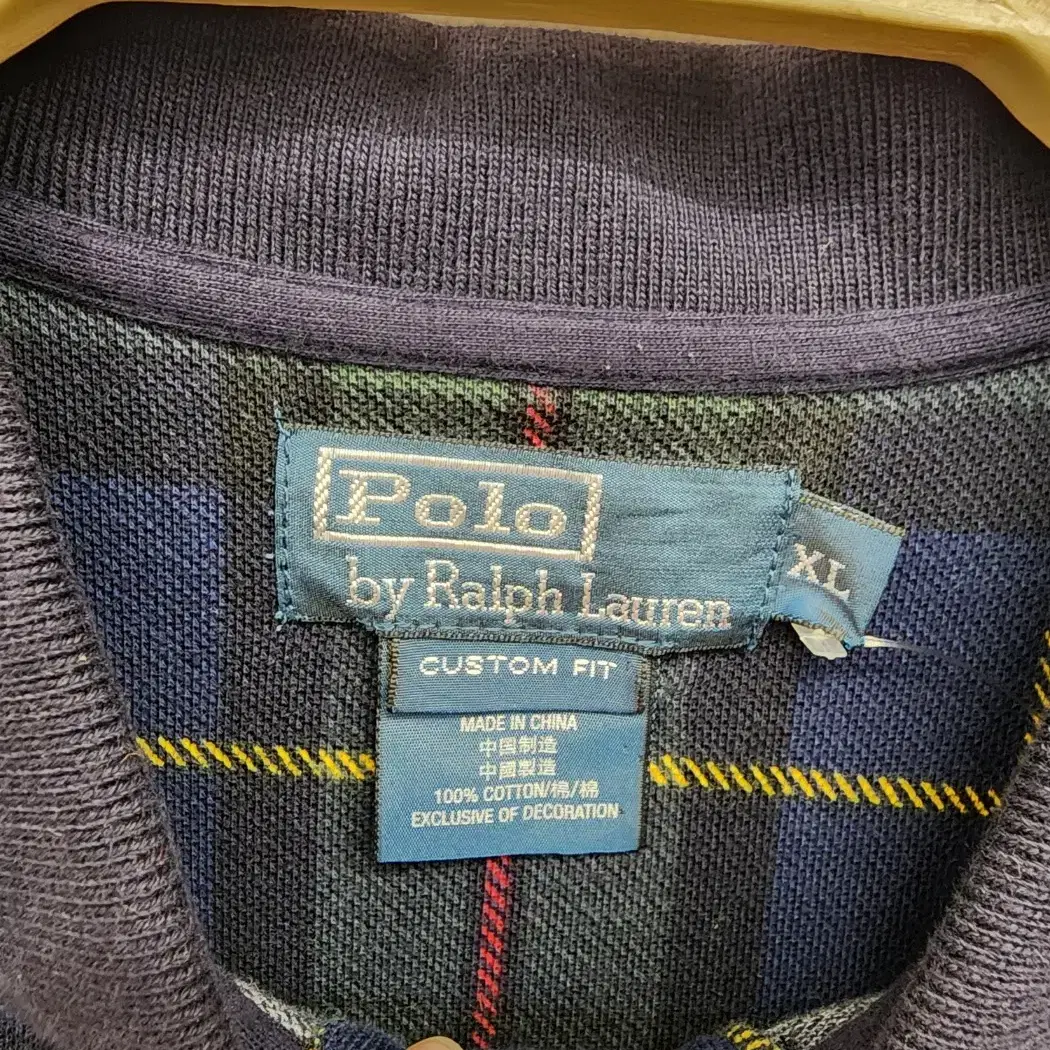 Polo
by Ralph Lauren
XL
CUSTOM FIT
MADE IN CHINA
中国制造
中國製造
100% COTTON/棉/棉
EXCLUSIVE OF DECORATION